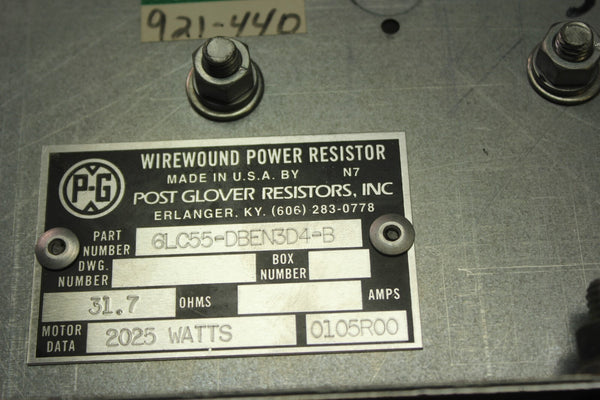 921-440
P-G
WIREWOUND POWER RESISTOR
MADE IN U.S.A. BY N7
POST GLOVER RESISTORS, INC
ERLANGER, KY. (606) 283-0778
PART NUMBER 6LC55-DBEN3D4-B
DWG. NUMBER BOX NUMBER
31.7 OHMS AMPS
MOTOR DATA 2025 WATTS 0105R00